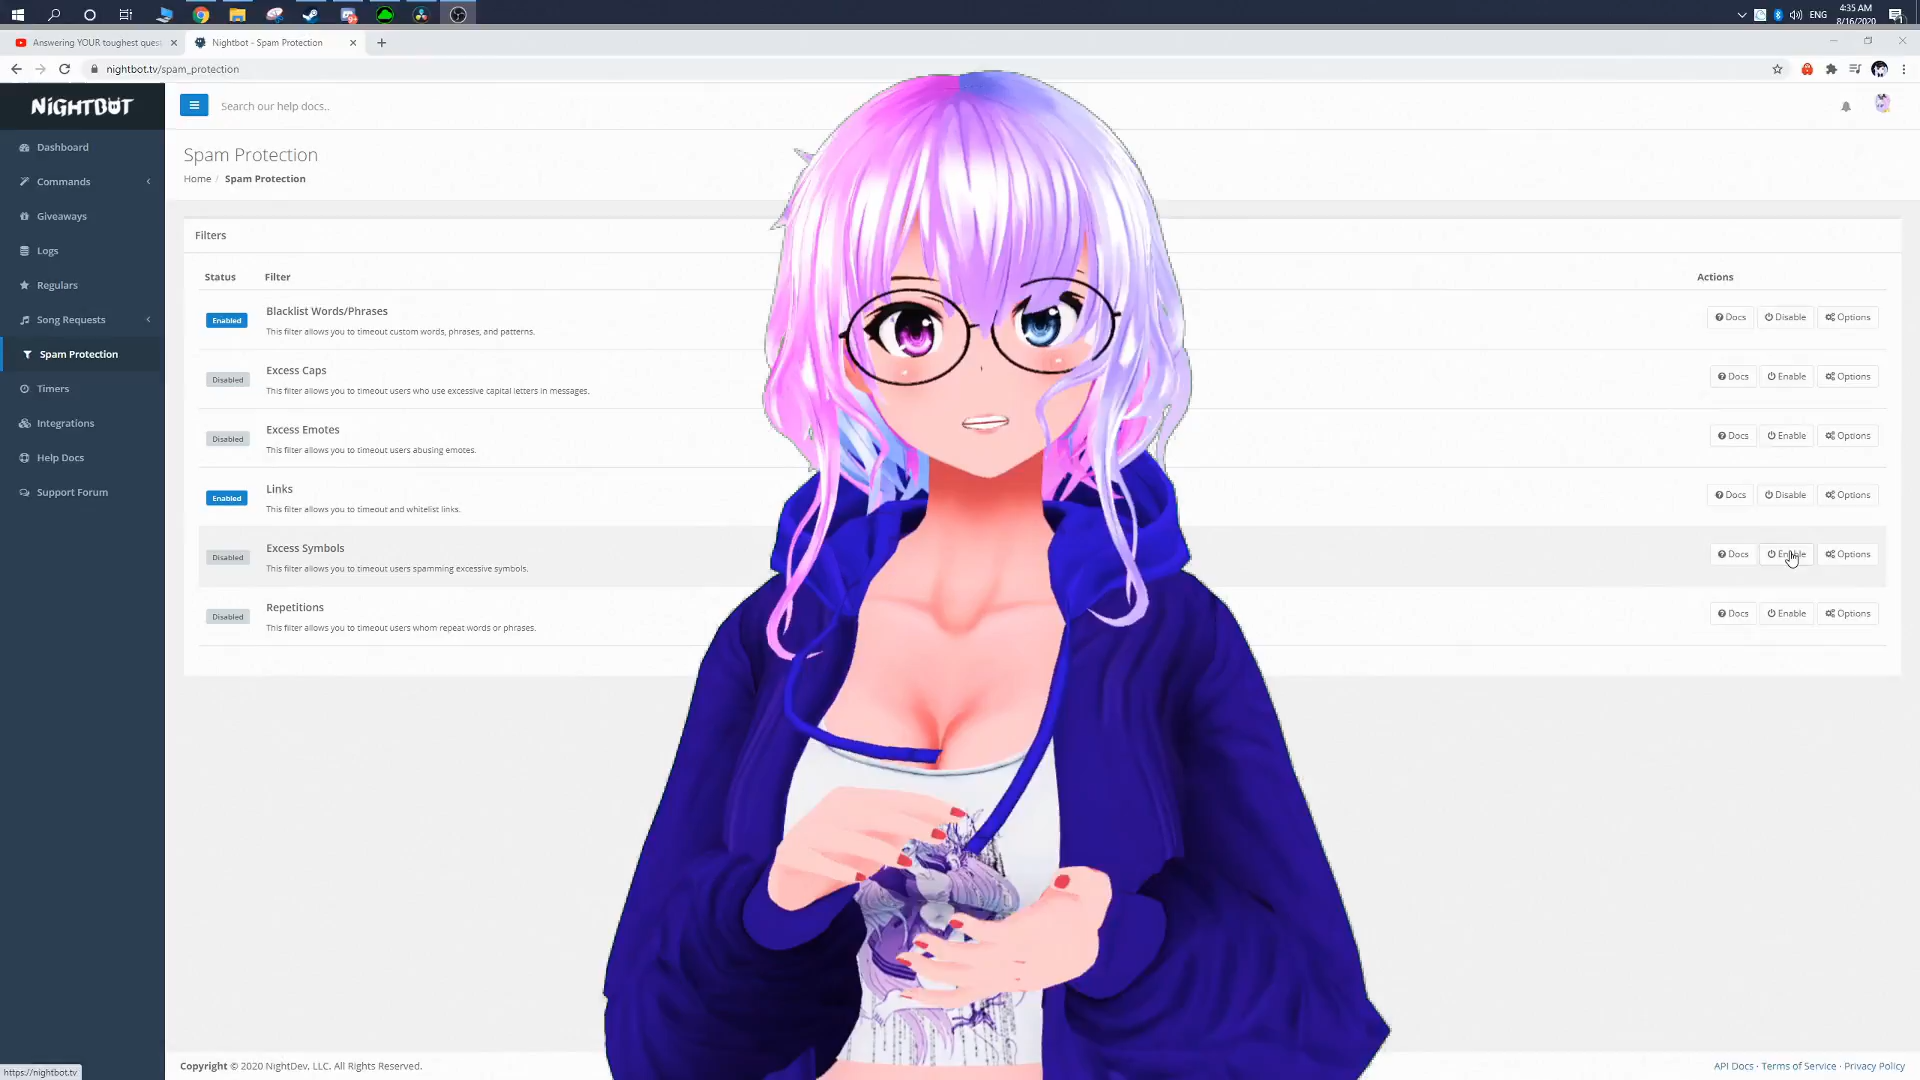 4:35 AM
ENG
8/16/2020
Answering YOUR toughest ques
Nightbot - Spam Protection
nightbot.tv/spam_protection
NiGHTBOT
Search our help docs..
Dashboard
Commands
Giveaways
Logs
Regulars
Song Requests
Spam Protection
Timers
Integrations
Help Docs
Support Forum
Spam Protection
Home / Spam Protection
Filters
Status Filter Actions
Enabled Blacklist Words/Phrases Docs Disable Options
This filter allows you to timeout custom words, phrases, and patterns.
Disabled Excess Caps Docs Enable Options
This filter allows you to timeout users who use excessive capital letters in messages.
Disabled Excess Emotes Docs Enable Options
This filter allows you to timeout users abusing emotes.
Enabled Links Docs Disable Options
This filter allows you to timeout and whitelist links.
Disabled Excess Symbols Docs Enable Options
This filter allows you to timeout users spamming excessive symbols.
Disabled Repetitions Docs Enable Options
This filter allows you to timeout users whom repeat words or phrases.
Copyright © 2020 NightDev, LLC. All Rights Reserved.
API Docs · Terms of Service · Privacy Policy
https://nightbot.tv